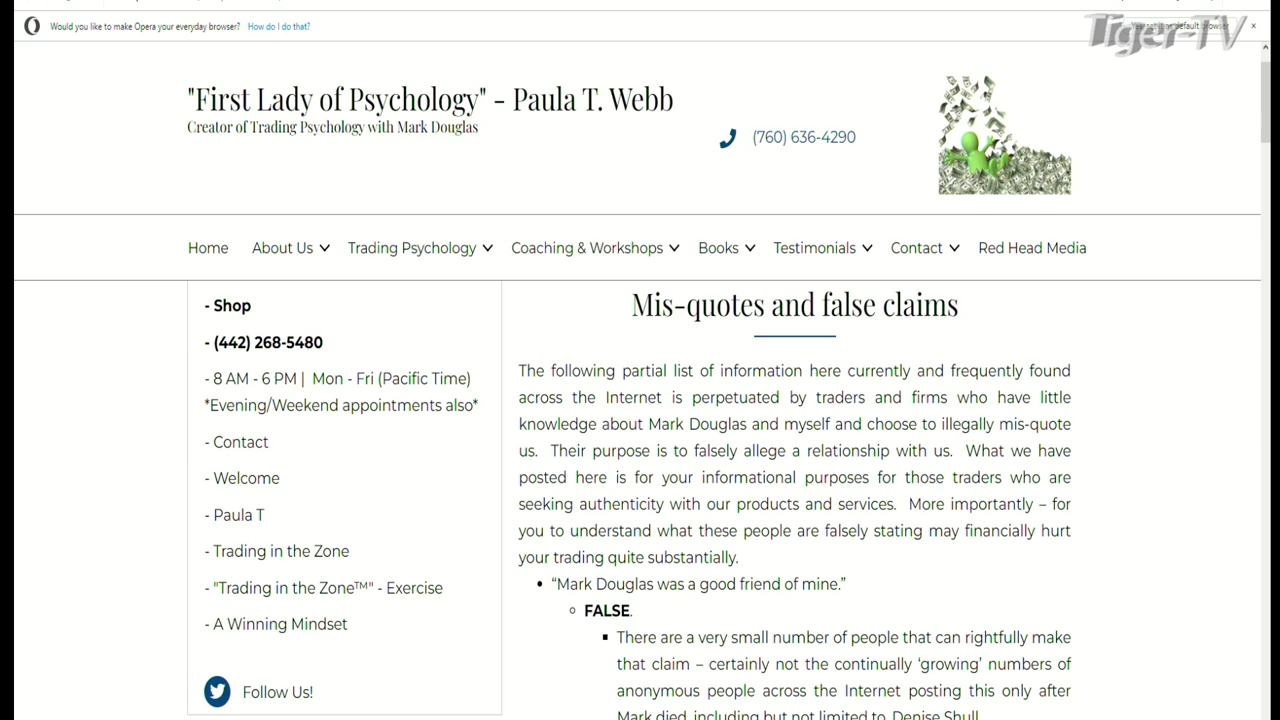 Would you like to make Opera your everyday browser? How do I do that?
Tiger-TV
"First Lady of Psychology" - Paula T. Webb
Creator of Trading Psychology with Mark Douglas
(760) 636-4290
Home About Us Trading Psychology Coaching & Workshops Books Testimonials Contact Red Head Media
- Shop
- (442) 268-5480
- 8 AM - 6 PM | Mon - Fri (Pacific Time)
*Evening/Weekend appointments also*
- Contact
- Welcome
- Paula T
- Trading in the Zone
- "Trading in the Zone™" - Exercise
- A Winning Mindset
Follow Us!
Mis-quotes and false claims
The following partial list of information here currently and frequently found
across the Internet is perpetuated by traders and firms who have little
knowledge about Mark Douglas and myself and choose to illegally mis-quote
us. Their purpose is to falsely allege a relationship with us. What we have
posted here is for your informational purposes for those traders who are
seeking authenticity with our products and services. More importantly – for
you to understand what these people are falsely stating may financially hurt
your trading quite substantially.
• “Mark Douglas was a good friend of mine.”
FALSE.
▪ There are a very small number of people that can rightfully make
that claim – certainly not the continually ‘growing’ numbers of
anonymous people across the Internet posting this only after
Mark died, including but not limited to, Denise Shull